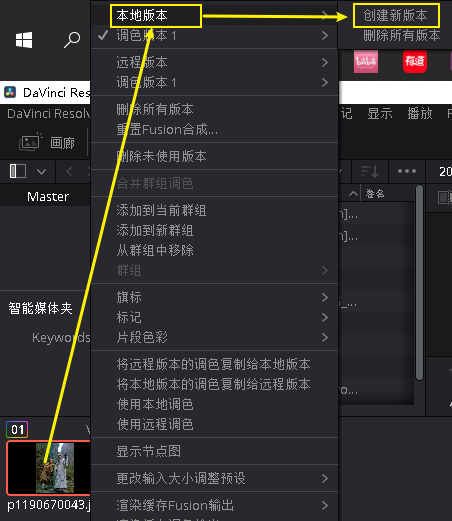 本地版本
创建新版本
调色版本 1
删除所有版本
远程版本
调色版本 1
bilibili
有道
DaVinci Resol
DaVinci Resol
记
显示
播放
F
删除所有版本
重置Fusion合成...
画廊
删除未使用版本
20
合并群组调色
Master
卷名
添加到当前群组
n]...
添加到新群组
n]...
从群组中移除
群组
旗标
智能媒体夹
_...
标记
Keywords
片段色彩
将远程版本的调色复制给本地版本
将本地版本的调色复制给远程版本
ro...
使用本地调色
使用远程调色
01
V
显示节点图
更改输入大小调整预设
p1190670043.j
渲染缓存Fusion输出